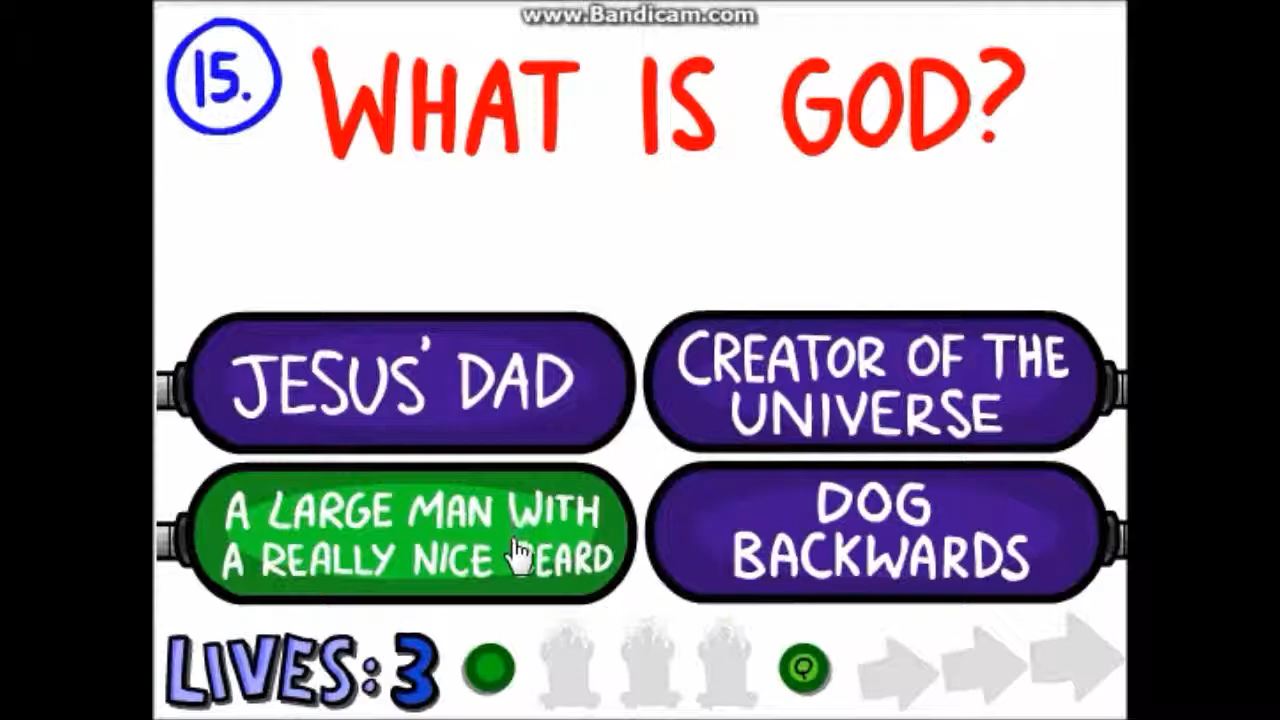 www.Bandicam.com
15.
WHAT IS GOD?
JESUS' DAD
CREATOR OF THE
UNIVERSE
A LARGE MAN WITH
A REALLY NICE BEARD
DOG
BACKWARDS
LIVES: 3
Q